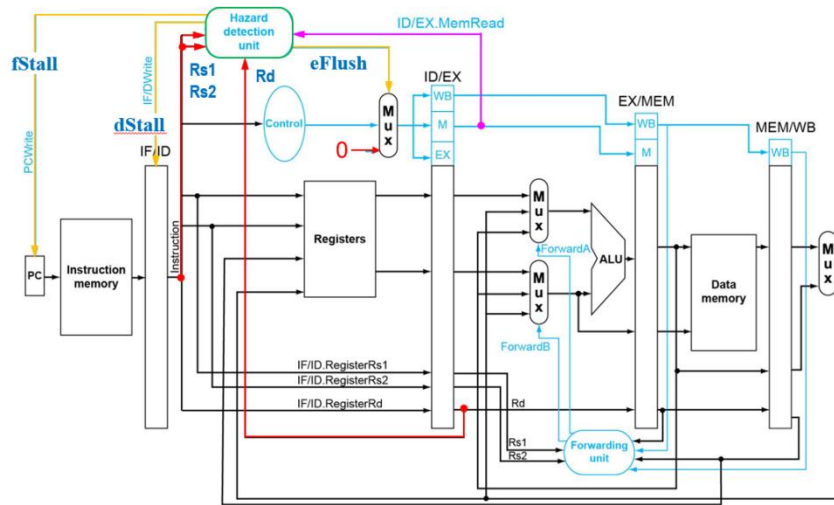 Hazard
detection
unit
ID/EX.MemRead
fStall
IF/DWrite
Rs1
Rs2
Rd
eFlush
ID/EX
PCWrite
dStall
Control
Mux
WB
M
EX
EX/MEM
WB
M
MEM/WB
WB
IF/ID
0
PC
Instruction
memory
Instruction
Registers
Mux
ForwardA
ALU
Mux
ForwardB
Data
memory
Mux
IF/ID.RegisterRs1
IF/ID.RegisterRs2
IF/ID.RegisterRd
Rd
Rs1
Rs2
Forwarding
unit